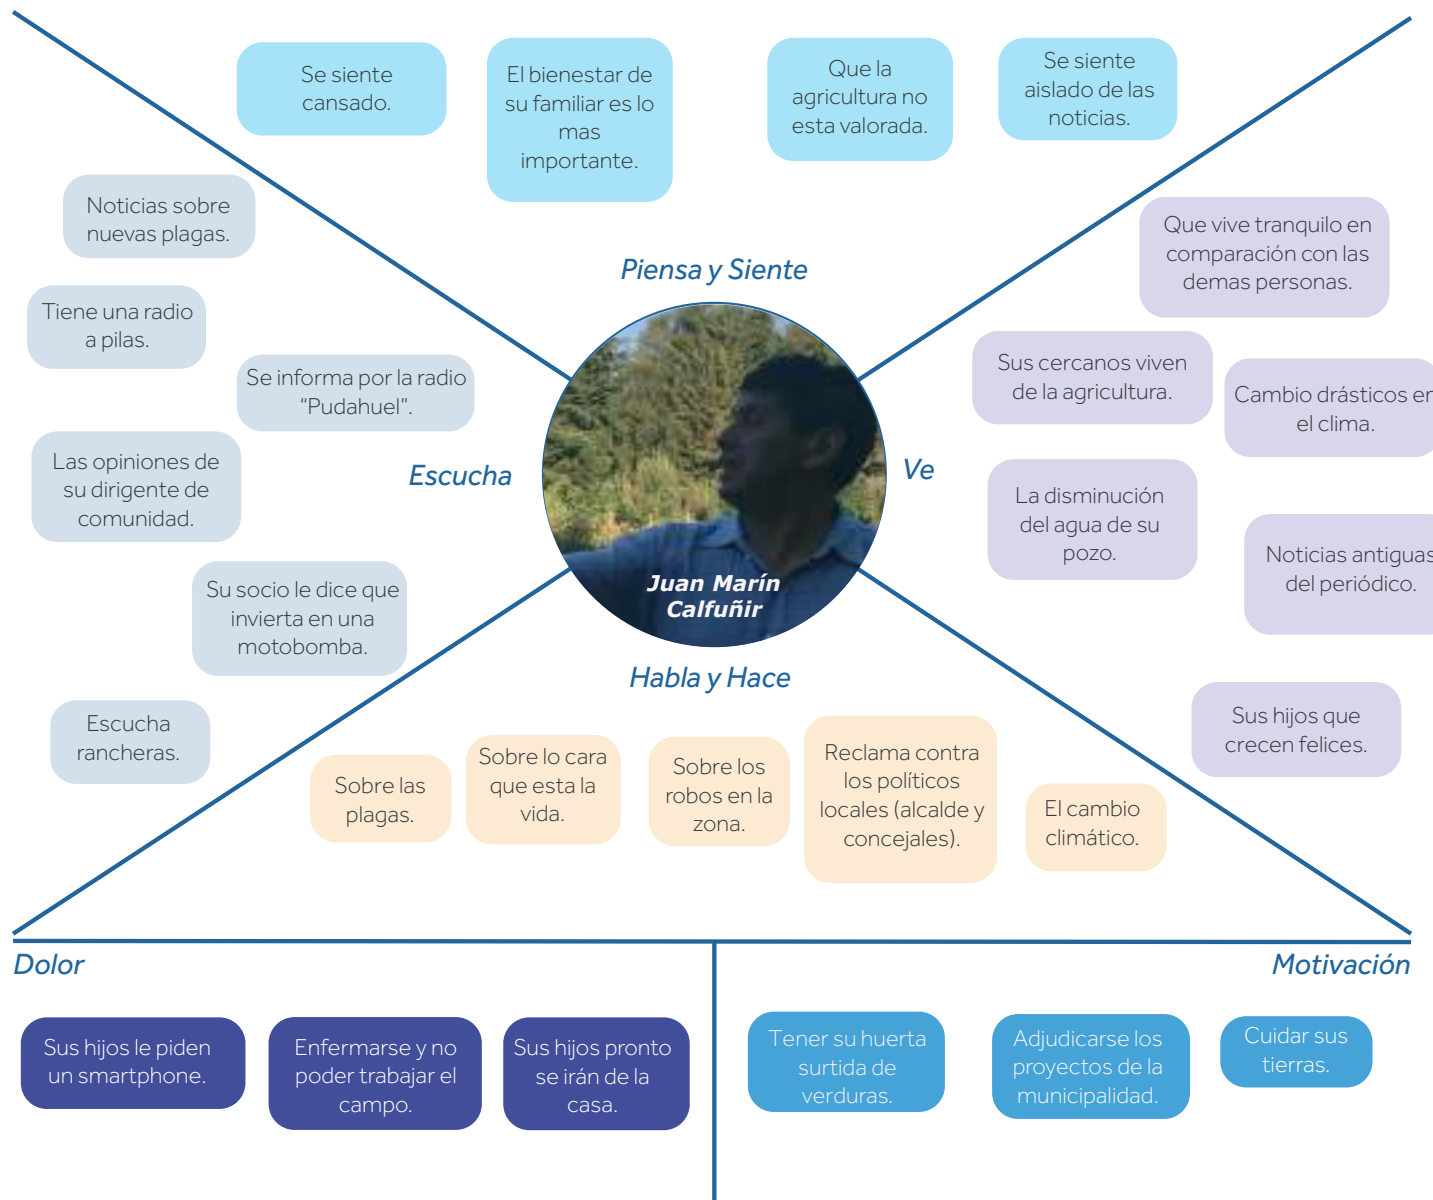 Se siente
cansado.
El bienestar de
su familiar es lo
mas
importante.
Que la
agricultura no
esta valorada.
Se siente
aislado de las
noticias.
Piensa y Siente
Noticias sobre
nuevas plagas.
Tiene una radio
a pilas.
Se informa por la radio
"Pudahuel".
Las opiniones de
su dirigente de
comunidad.
Su socio le dice que
invierta en una
motobomba.
Escucha
rancheras.
Escucha
Juan Marín
Calfuñir
Ve
Que vive tranquilo en
comparación con las
demas personas.
Sus cercanos viven
de la agricultura.
Cambio drásticos en
el clima.
La disminución
del agua de su
pozo.
Noticias antiguas
del periódico.
Sus hijos que
crecen felices.
Habla y Hace
Sobre las
plagas.
Sobre lo cara
que esta la
vida.
Sobre los
robos en la
zona.
Reclama contra
los políticos
locales (alcalde y
concejales).
El cambio
climático.
Dolor
Sus hijos le piden
un smartphone.
Enfermarse y no
poder trabajar el
campo.
Sus hijos pronto
se irán de la
casa.
Motivación
Tener su huerta
surtida de
verduras.
Adjudicarse los
proyectos de la
municipalidad.
Cuidar sus
tierras.